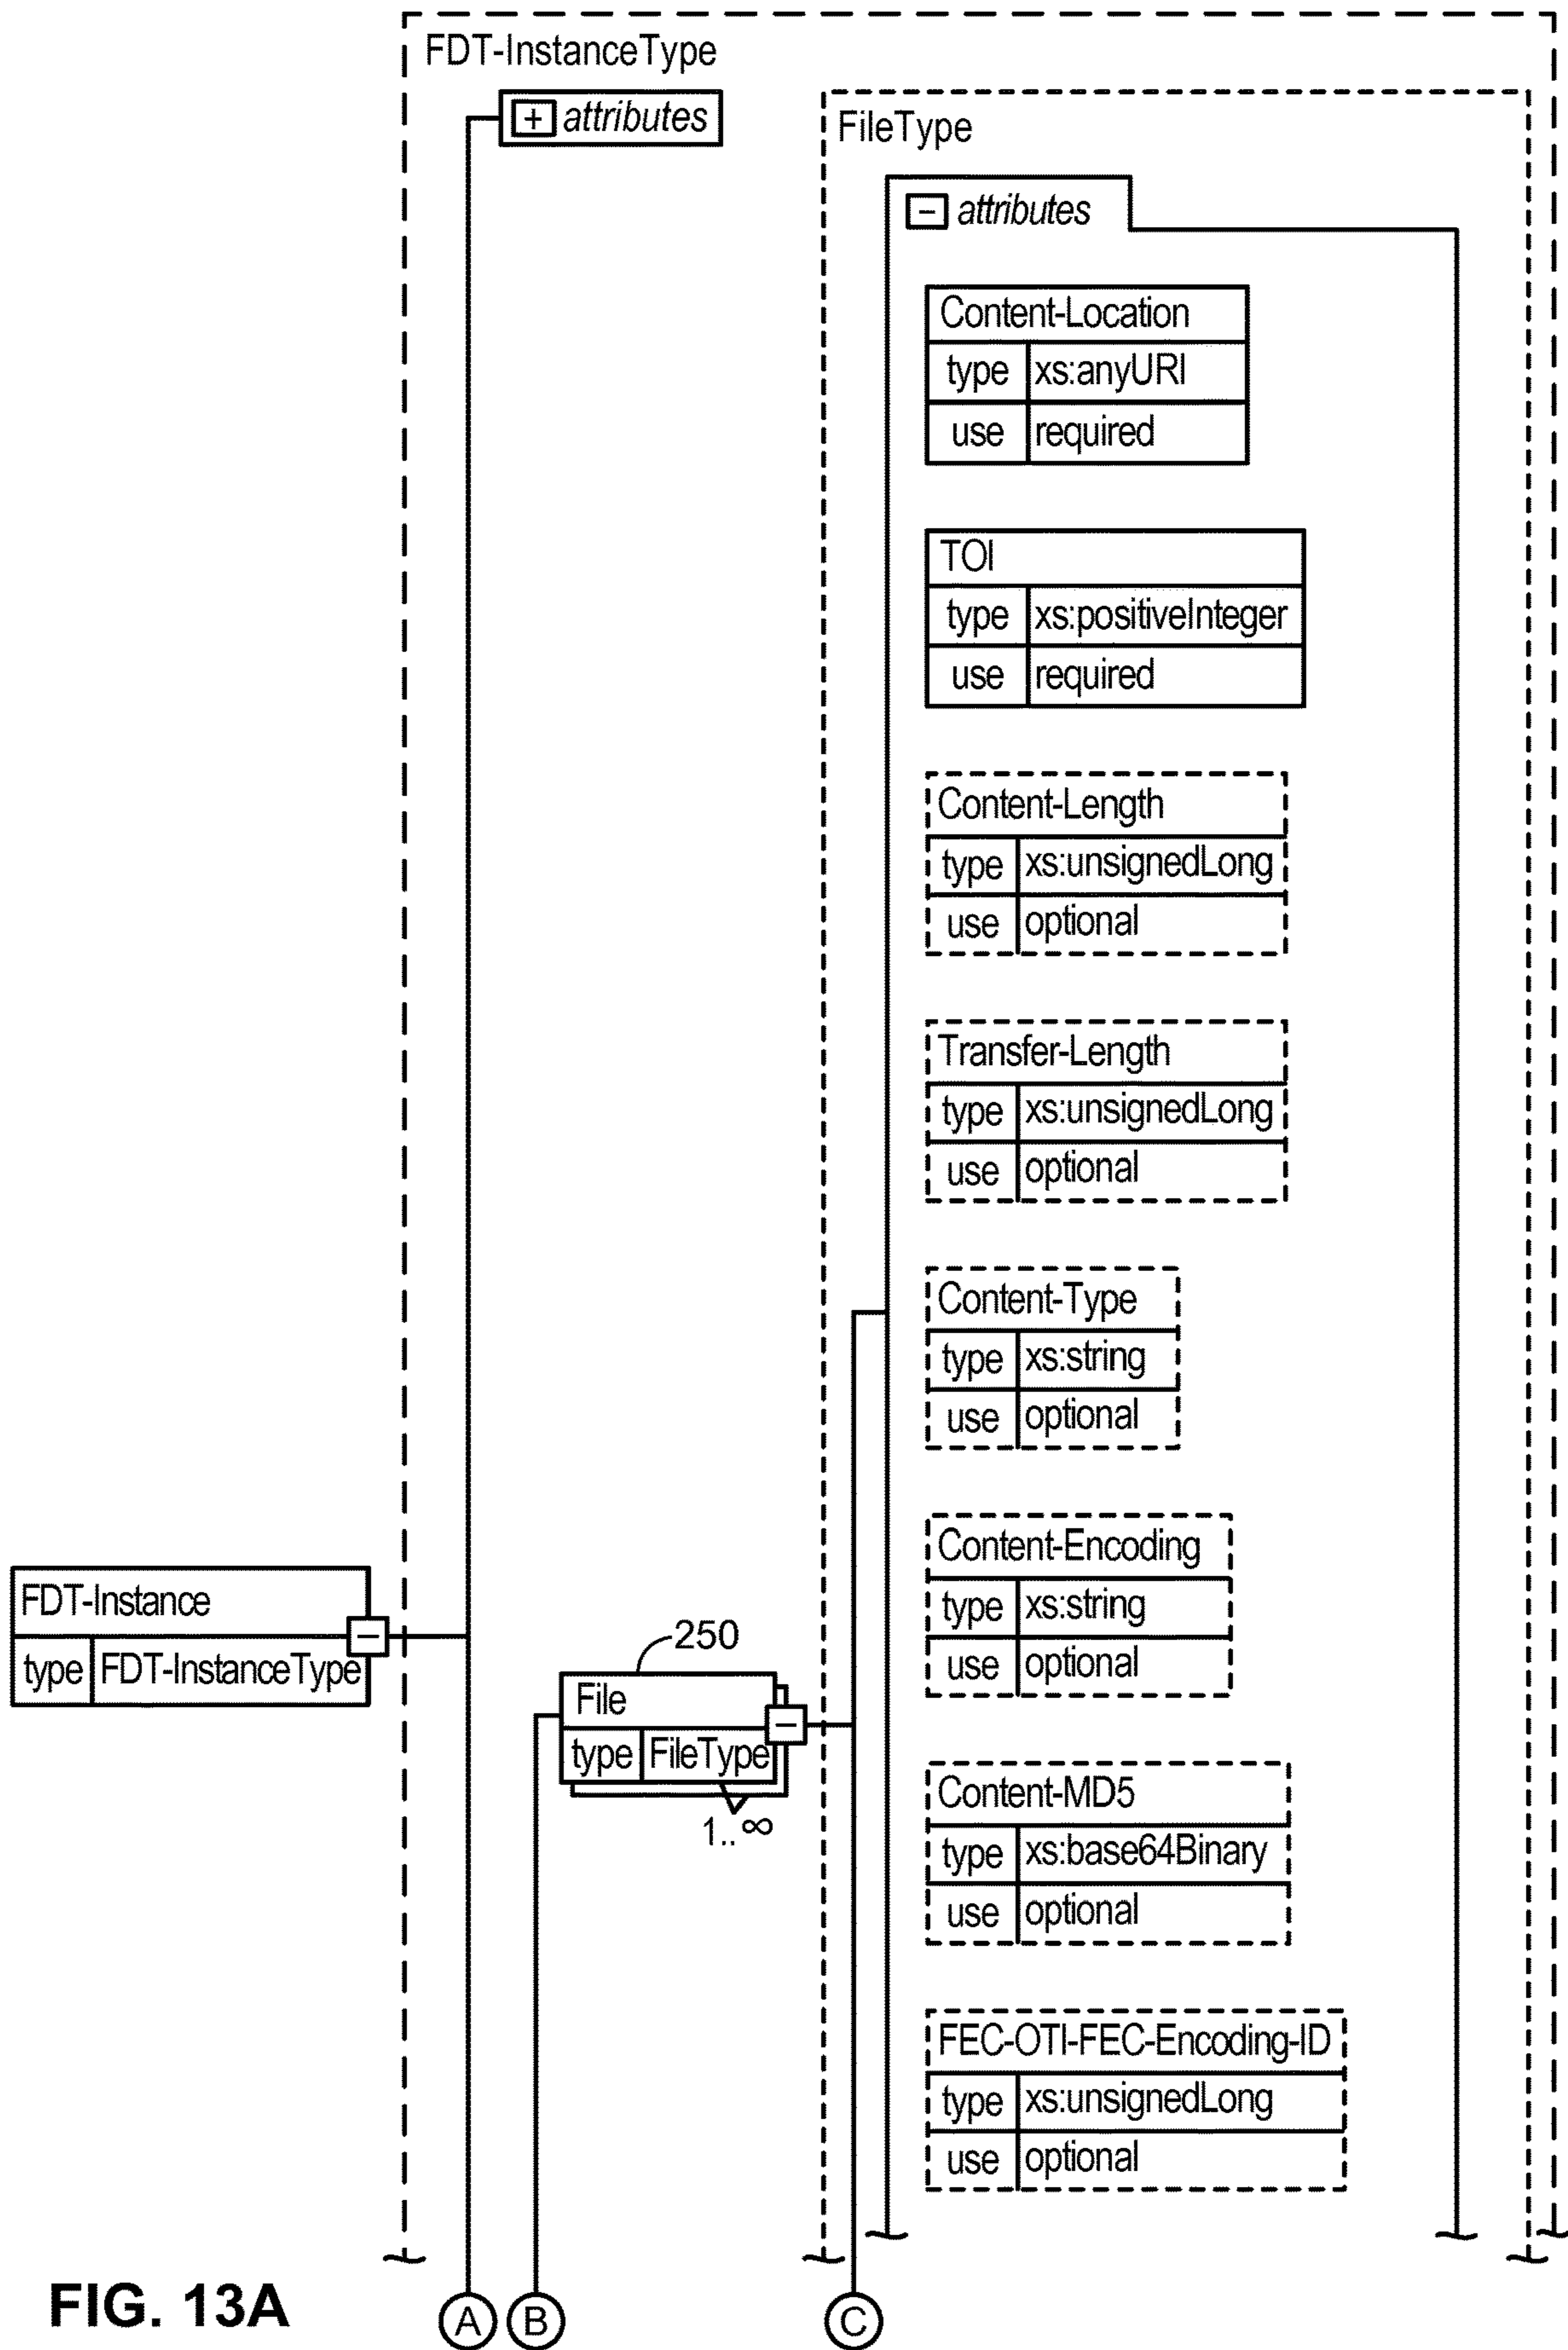 FDT-InstanceType
+ attributes
FileType
− attributes
Content-Location
type xs:anyURI
use required
TOI
type xs:positiveInteger
use required
Content-Length
type xs:unsignedLong
use optional
Transfer-Length
type xs:unsignedLong
use optional
Content-Type
type xs:string
use optional
Content-Encoding
type xs:string
use optional
FDT-Instance
type FDT-InstanceType
−
250
File
type FileType
−
1..∞
Content-MD5
type xs:base64Binary
use optional
FEC-OTI-FEC-Encoding-ID
type xs:unsignedLong
use optional
FIG. 13A
A B C